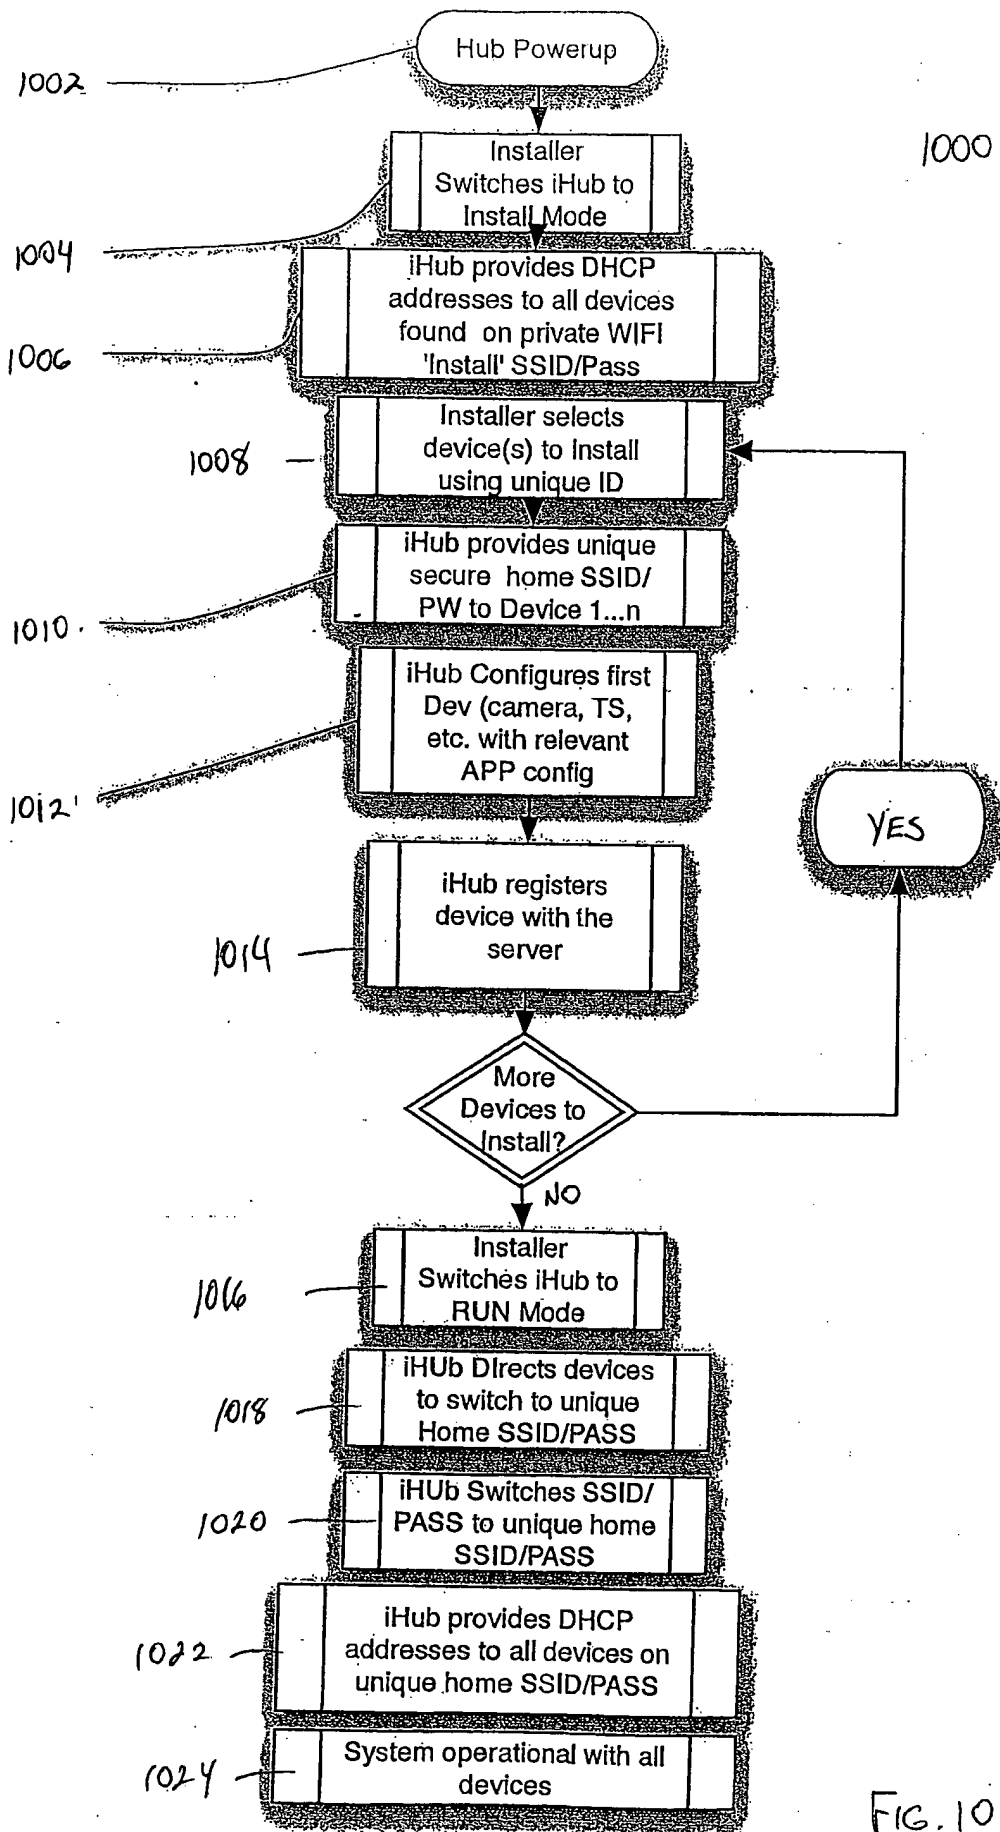 Hub Powerup
1002
1000
Installer
Switches iHub to
Install Mode
1004
iHub provides DHCP
addresses to all devices
found on private WIFI
'Install' SSID/Pass
1006
Installer selects
device(s) to Install
using unique ID
1008
iHub provides unique
secure home SSID/
PW to Device 1...n
1010
iHub Configures first
Dev (camera, TS,
etc. with relevant
APP config
1012
YES
iHub registers
device with the
server
1014
More
Devices to
Install?
NO
Installer
Switches iHub to
RUN Mode
1016
iHUb DIrects devices
to switch to unique
Home SSID/PASS
1018
iHUb Switches SSID/
PASS to unique home
SSID/PASS
1020
iHub provides DHCP
addresses to all devices on
unique home SSID/PASS
1022
System operational with all
devices
1024
FIG. 10